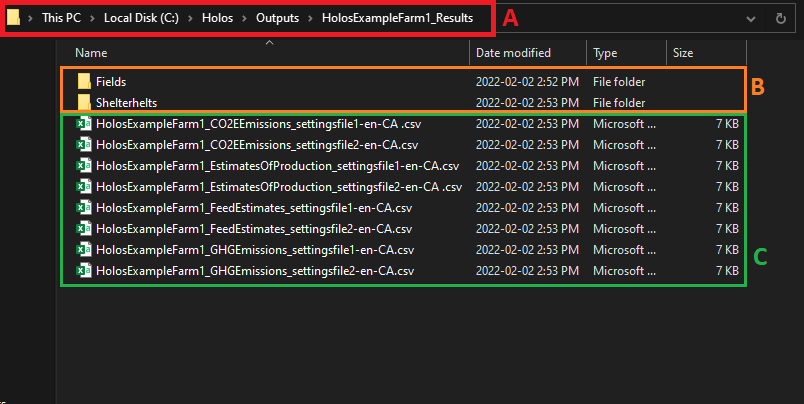 This PC > Local Disk (C:) > Holos > Outputs > HolosExampleFarm1_Results A
Name Date modified Type Size
Fields 2022-02-02 2:52 PM File folder
B
Shelterhelts 2022-02-02 2:53 PM File folder
HolosExampleFarm1_CO2EEmissions_settingsfile1-en-CA .csv 2022-02-02 2:53 PM Microsoft ... 7 KB
HolosExampleFarm1_CO2EEmissions_settingsfile2-en-CA.csv 2022-02-02 2:53 PM Microsoft ... 7 KB
HolosExampleFarm1_EstimatesOfProduction_settingsfile1-en-CA.csv 2022-02-02 2:53 PM Microsoft ... 7 KB
HolosExampleFarm1_EstimatesOfProduction_settingsfile2-en-CA .csv 2022-02-02 2:53 PM Microsoft ... 7 KB
HolosExampleFarm1_FeedEstimates_settingsfile1-en-CA.csv 2022-02-02 2:53 PM Microsoft ... 7 KB
HolosExampleFarm1_FeedEstimates_settingsfile2-en-CA.csv 2022-02-02 2:53 PM Microsoft ... 7 KB
HolosExampleFarm1_GHGEmissions_settingsfile1-en-CA.csv 2022-02-02 2:53 PM Microsoft ... 7 KB
C
HolosExampleFarm1_GHGEmissions_settingsfile2-en-CA.csv 2022-02-02 2:53 PM Microsoft ... 7 KB